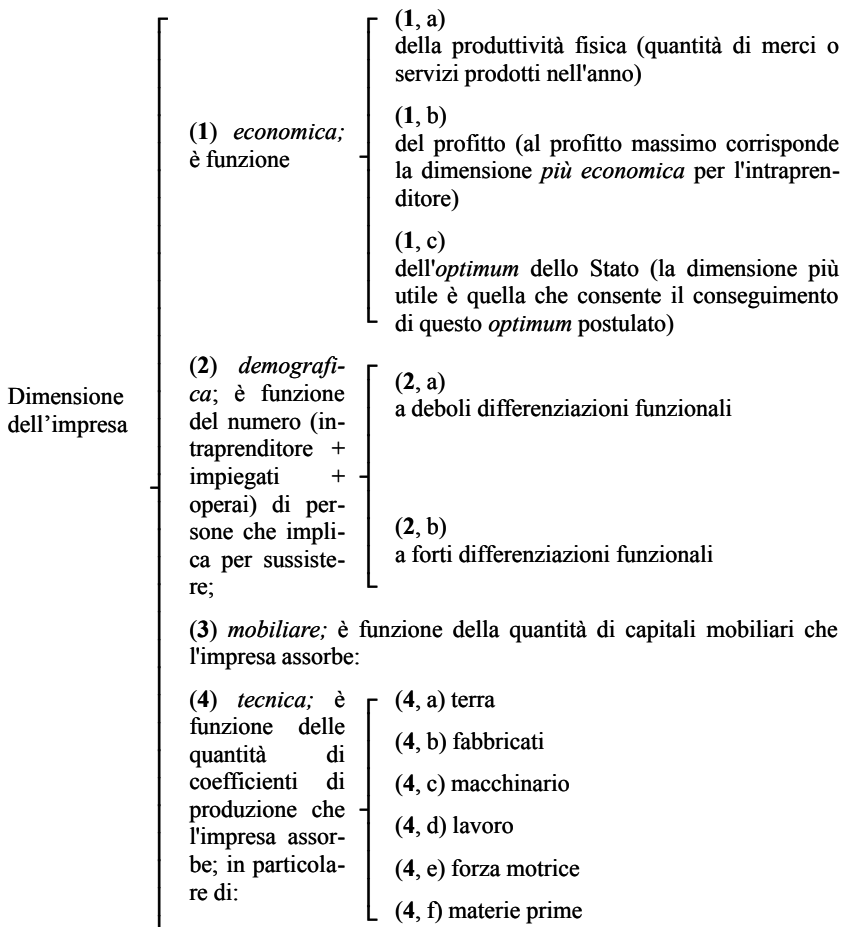 Dimensione
dell’impresa
(1) economica;
è funzione
(1, a)
della produttività fisica (quantità di merci o
servizi prodotti nell'anno)
(1, b)
del profitto (al profitto massimo corrisponde
la dimensione più economica per l'intrapren-
ditore)
(1, c)
dell'optimum dello Stato (la dimensione più
utile è quella che consente il conseguimento
di questo optimum postulato)
(2) demografi-
ca; è funzione
del numero (in-
traprenditore +
impiegati +
operai) di per-
sone che impli-
ca per sussiste-
re;
(2, a)
a deboli differenziazioni funzionali
(2, b)
a forti differenziazioni funzionali
(3) mobiliare; è funzione della quantità di capitali mobiliari che
l'impresa assorbe:
(4) tecnica; è
funzione delle
quantità di
coefficienti di
produzione che
l'impresa assor-
be; in particola-
re di:
(4, a) terra
(4, b) fabbricati
(4, c) macchinario
(4, d) lavoro
(4, e) forza motrice
(4, f) materie prime